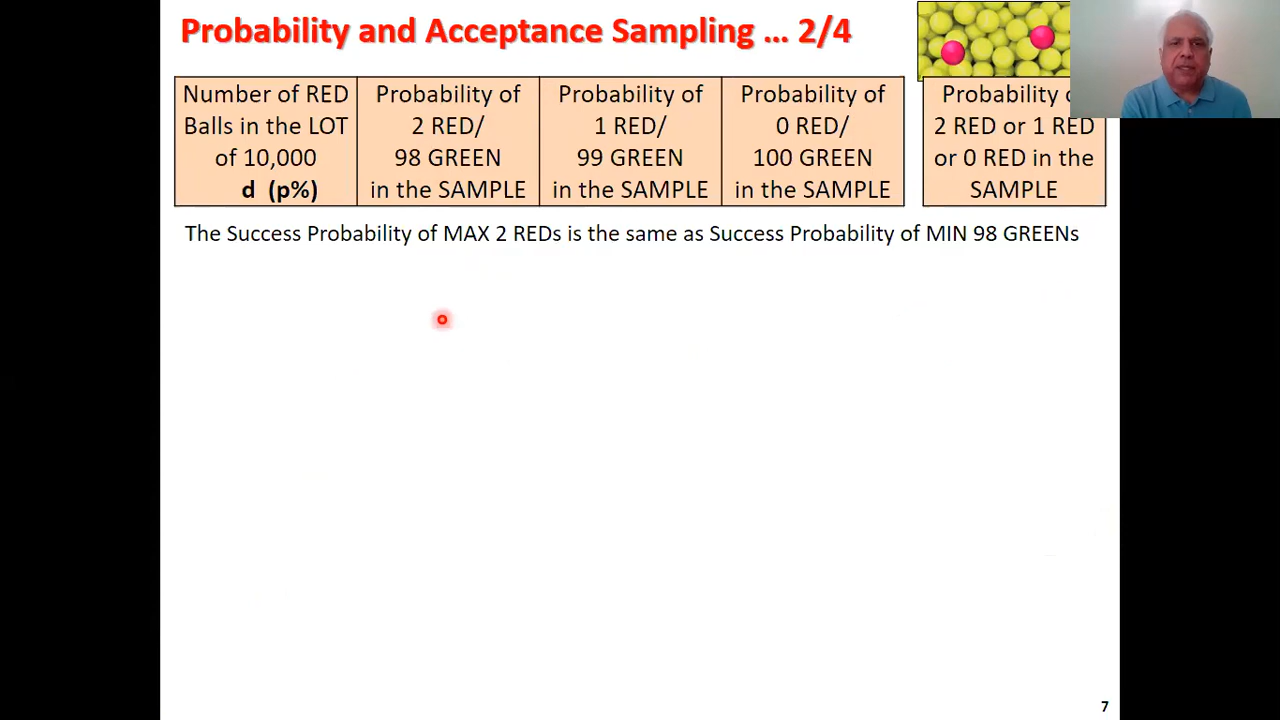 Probability and Acceptance Sampling … 2/4
Number of RED
Balls in the LOT
of 10,000
d (p%)
Probability of
2 RED/
98 GREEN
in the SAMPLE
Probability of
1 RED/
99 GREEN
in the SAMPLE
Probability of
0 RED/
100 GREEN
in the SAMPLE
Probability
2 RED or 1 RED
or 0 RED in the
SAMPLE
The Success Probability of MAX 2 REDs is the same as Success Probability of MIN 98 GREENs
7